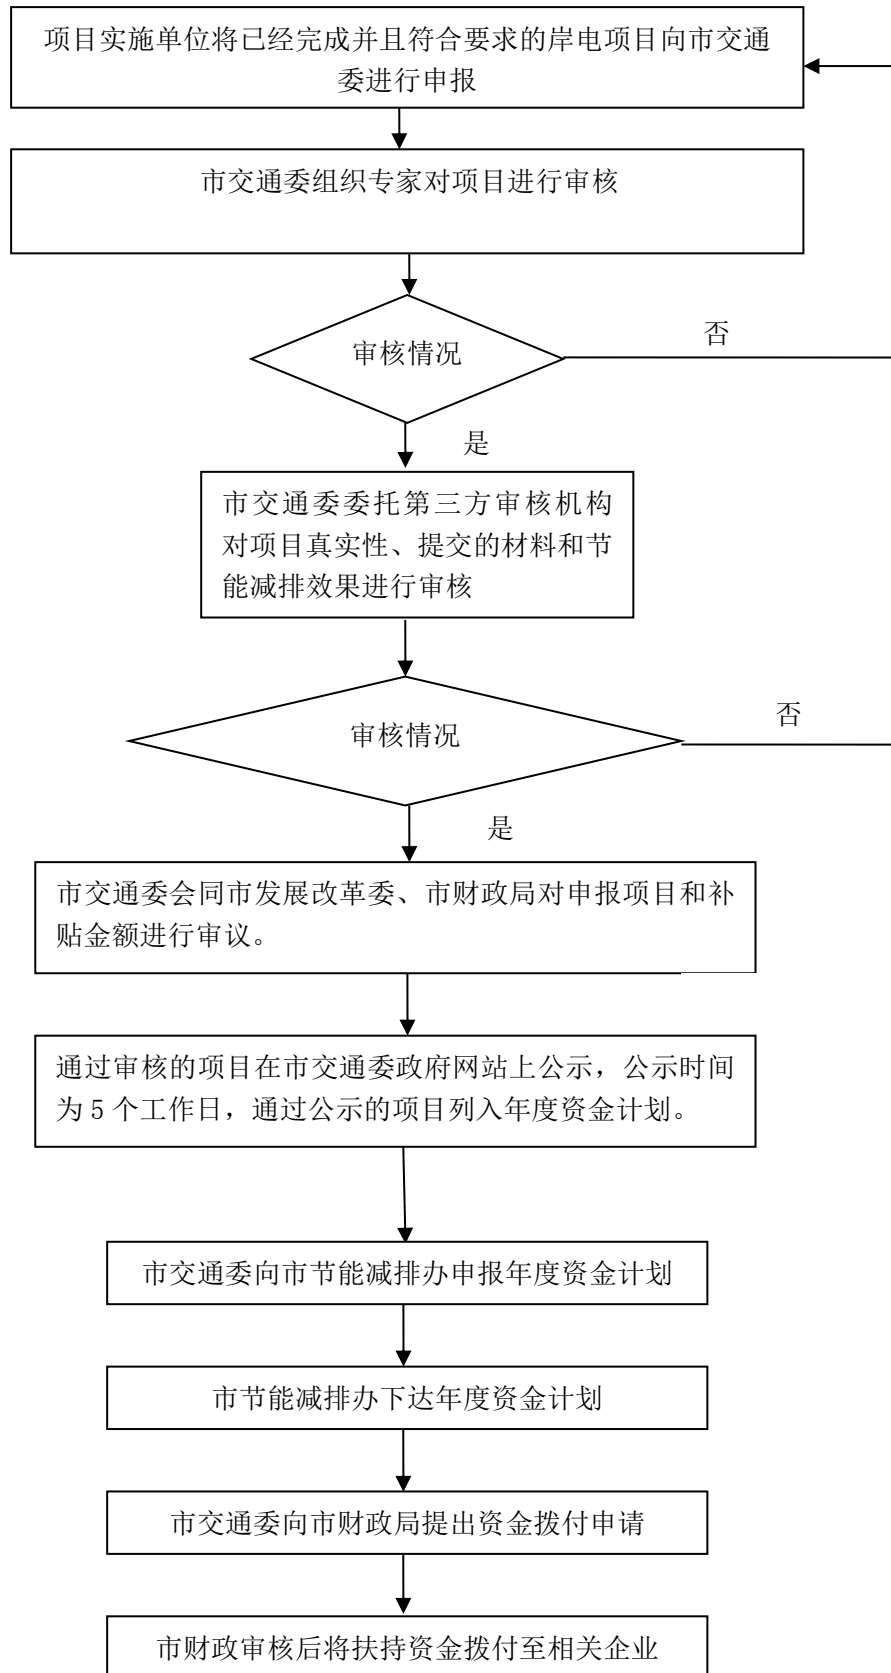 项目实施单位将已经完成并且符合要求的岸电项目向市交通
委进行申报
市交通委组织专家对项目进行审核
审核情况
否
是
市交通委委托第三方审核机构
对项目真实性、提交的材料和节
能减排效果进行审核
审核情况
否
是
市交通委会同市发展改革委、市财政局对申报项目和补
贴金额进行审议。
通过审核的项目在市交通委政府网站上公示，公示时间
为 5 个工作日，通过公示的项目列入年度资金计划。
市交通委向市节能减排办申报年度资金计划
市节能减排办下达年度资金计划
市交通委向市财政局提出资金拨付申请
市财政审核后将扶持资金拨付至相关企业